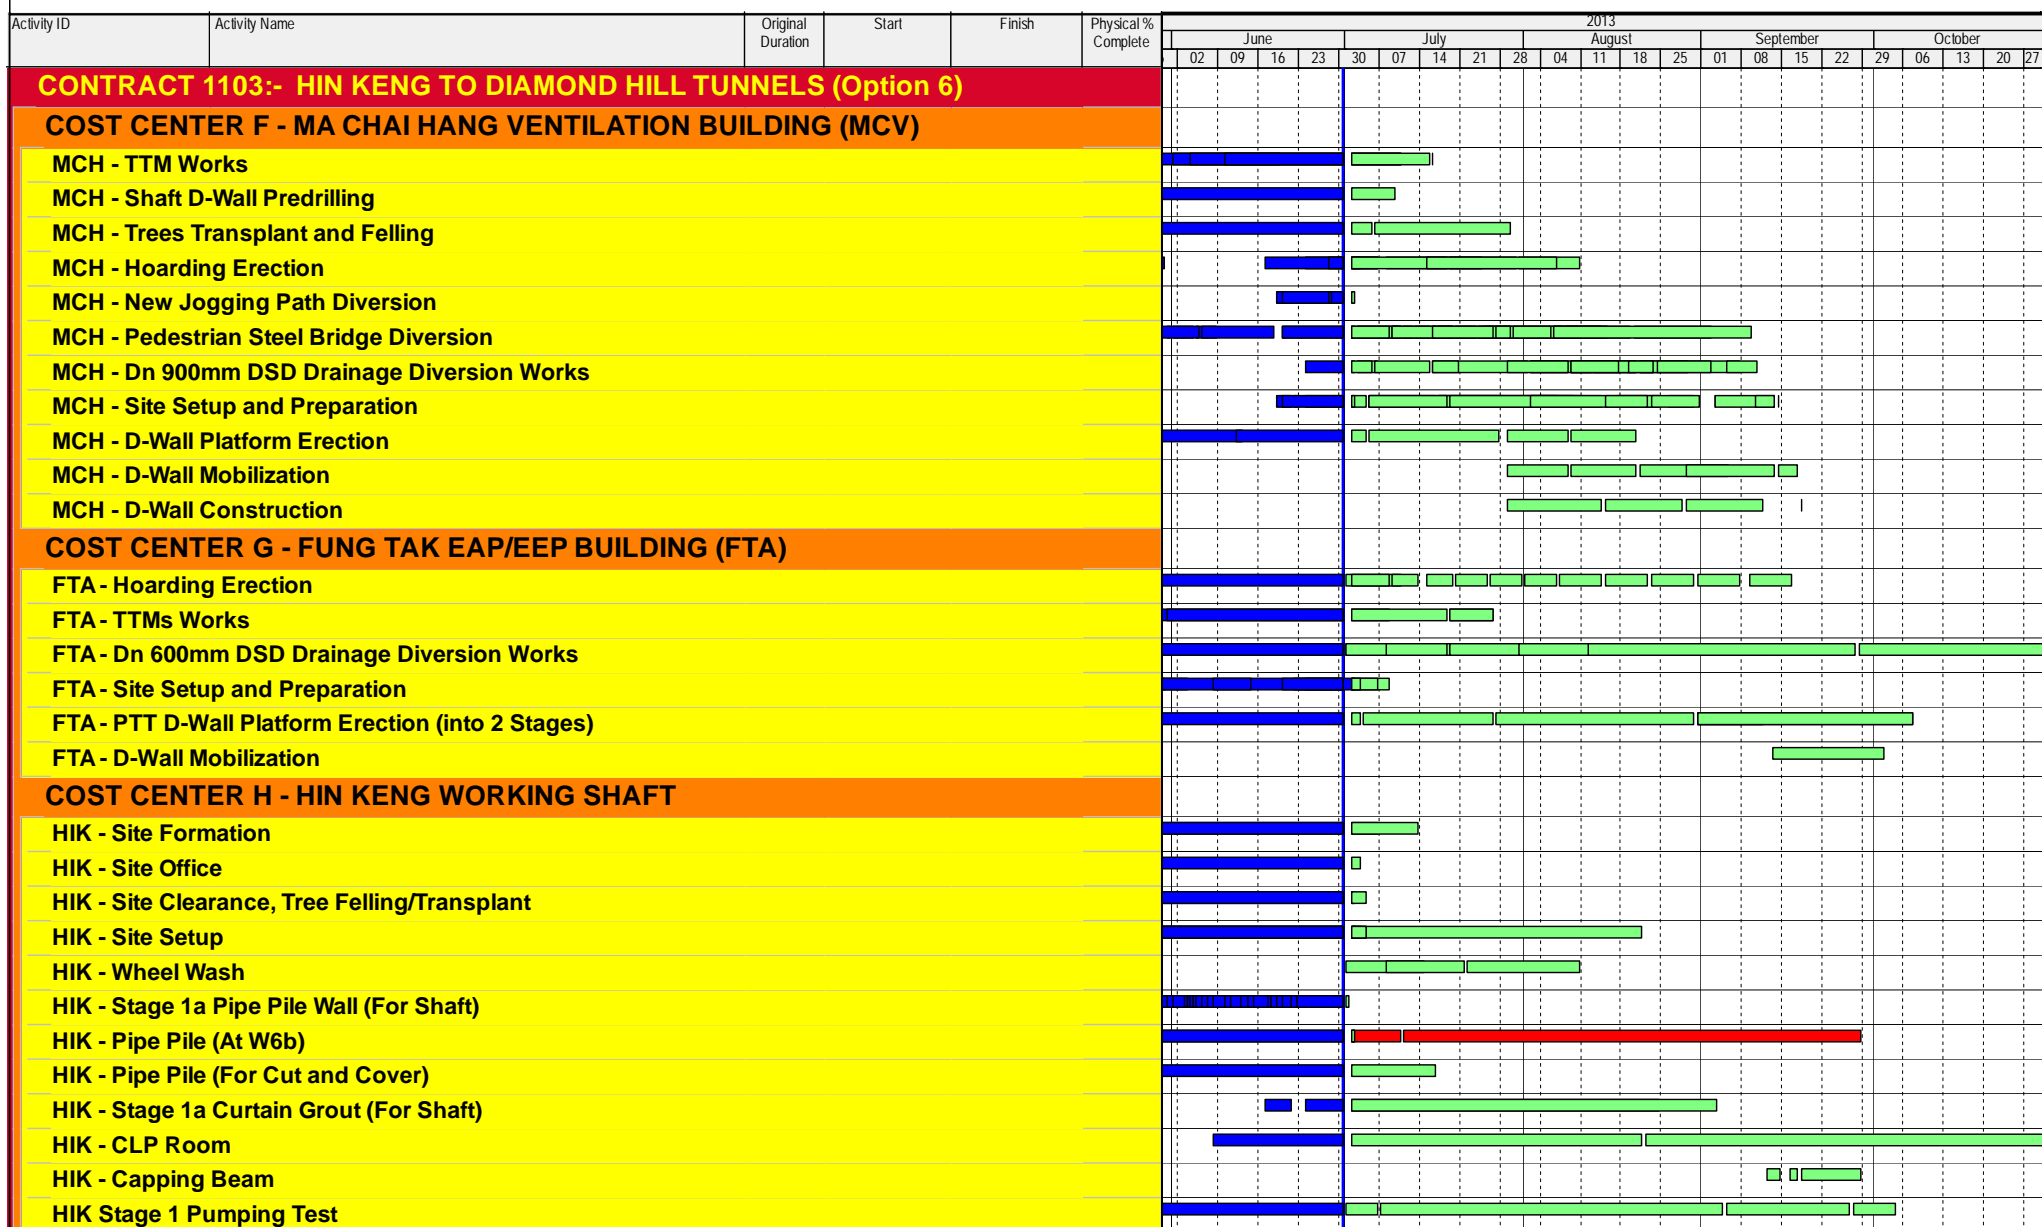 Activity ID Activity Name Original Duration Start Finish Physical % Complete
2013
June July August September October
02 09 16 23 30 07 14 21 28 04 11 18 25 01 08 15 22 29 06 13 20 27
CONTRACT 1103:- HIN KENG TO DIAMOND HILL TUNNELS (Option 6)
COST CENTER F - MA CHAI HANG VENTILATION BUILDING (MCV)
MCH - TTM Works
MCH - Shaft D-Wall Predrilling
MCH - Trees Transplant and Felling
MCH - Hoarding Erection
MCH - New Jogging Path Diversion
MCH - Pedestrian Steel Bridge Diversion
MCH - Dn 900mm DSD Drainage Diversion Works
MCH - Site Setup and Preparation
MCH - D-Wall Platform Erection
MCH - D-Wall Mobilization
MCH - D-Wall Construction
COST CENTER G - FUNG TAK EAP/EEP BUILDING (FTA)
FTA - Hoarding Erection
FTA - TTMs Works
FTA - Dn 600mm DSD Drainage Diversion Works
FTA - Site Setup and Preparation
FTA - PTT D-Wall Platform Erection (into 2 Stages)
FTA - D-Wall Mobilization
COST CENTER H - HIN KENG WORKING SHAFT
HIK - Site Formation
HIK - Site Office
HIK - Site Clearance, Tree Felling/Transplant
HIK - Site Setup
HIK - Wheel Wash
HIK - Stage 1a Pipe Pile Wall (For Shaft)
HIK - Pipe Pile (At W6b)
HIK - Pipe Pile (For Cut and Cover)
HIK - Stage 1a Curtain Grout (For Shaft)
HIK - CLP Room
HIK - Capping Beam
HIK Stage 1 Pumping Test